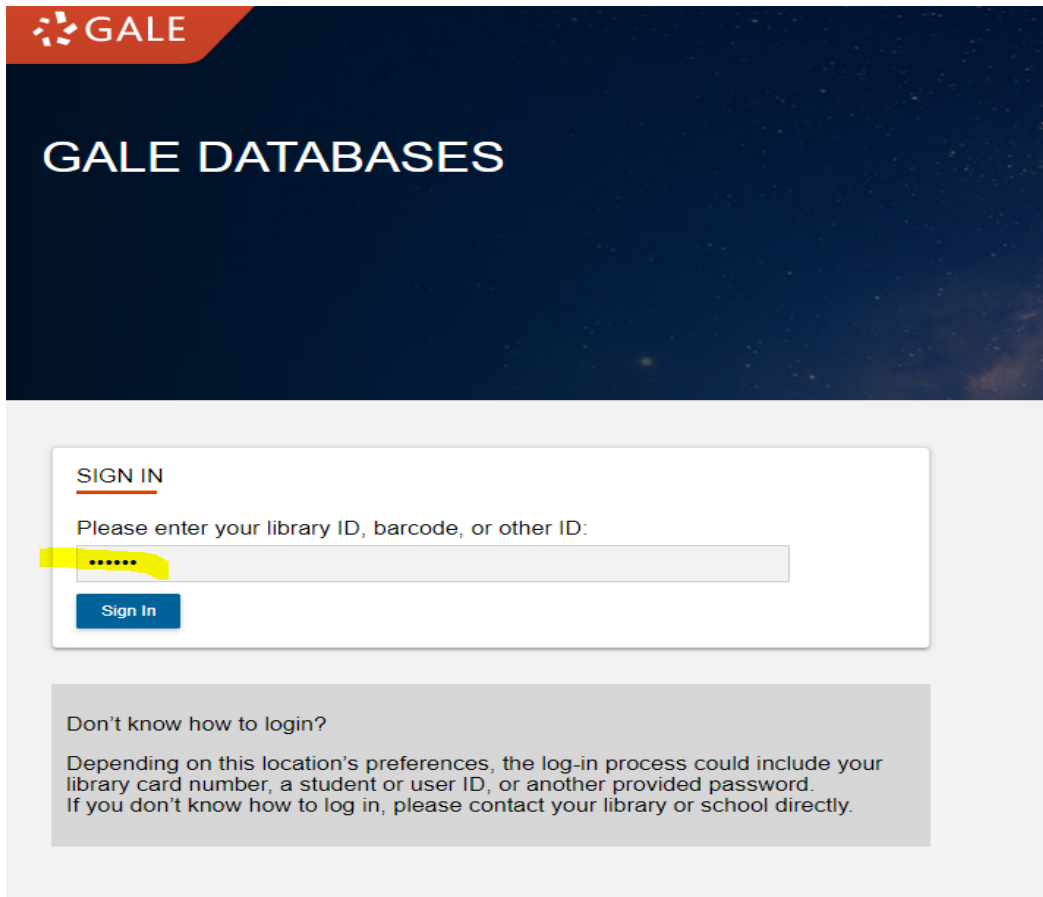 GALE
GALE DATABASES
SIGN IN
Please enter your library ID, barcode, or other ID:
••••••
Sign In
Don't know how to login?
Depending on this location's preferences, the log-in process could include your
library card number, a student or user ID, or another provided password.
If you don't know how to log in, please contact your library or school directly.